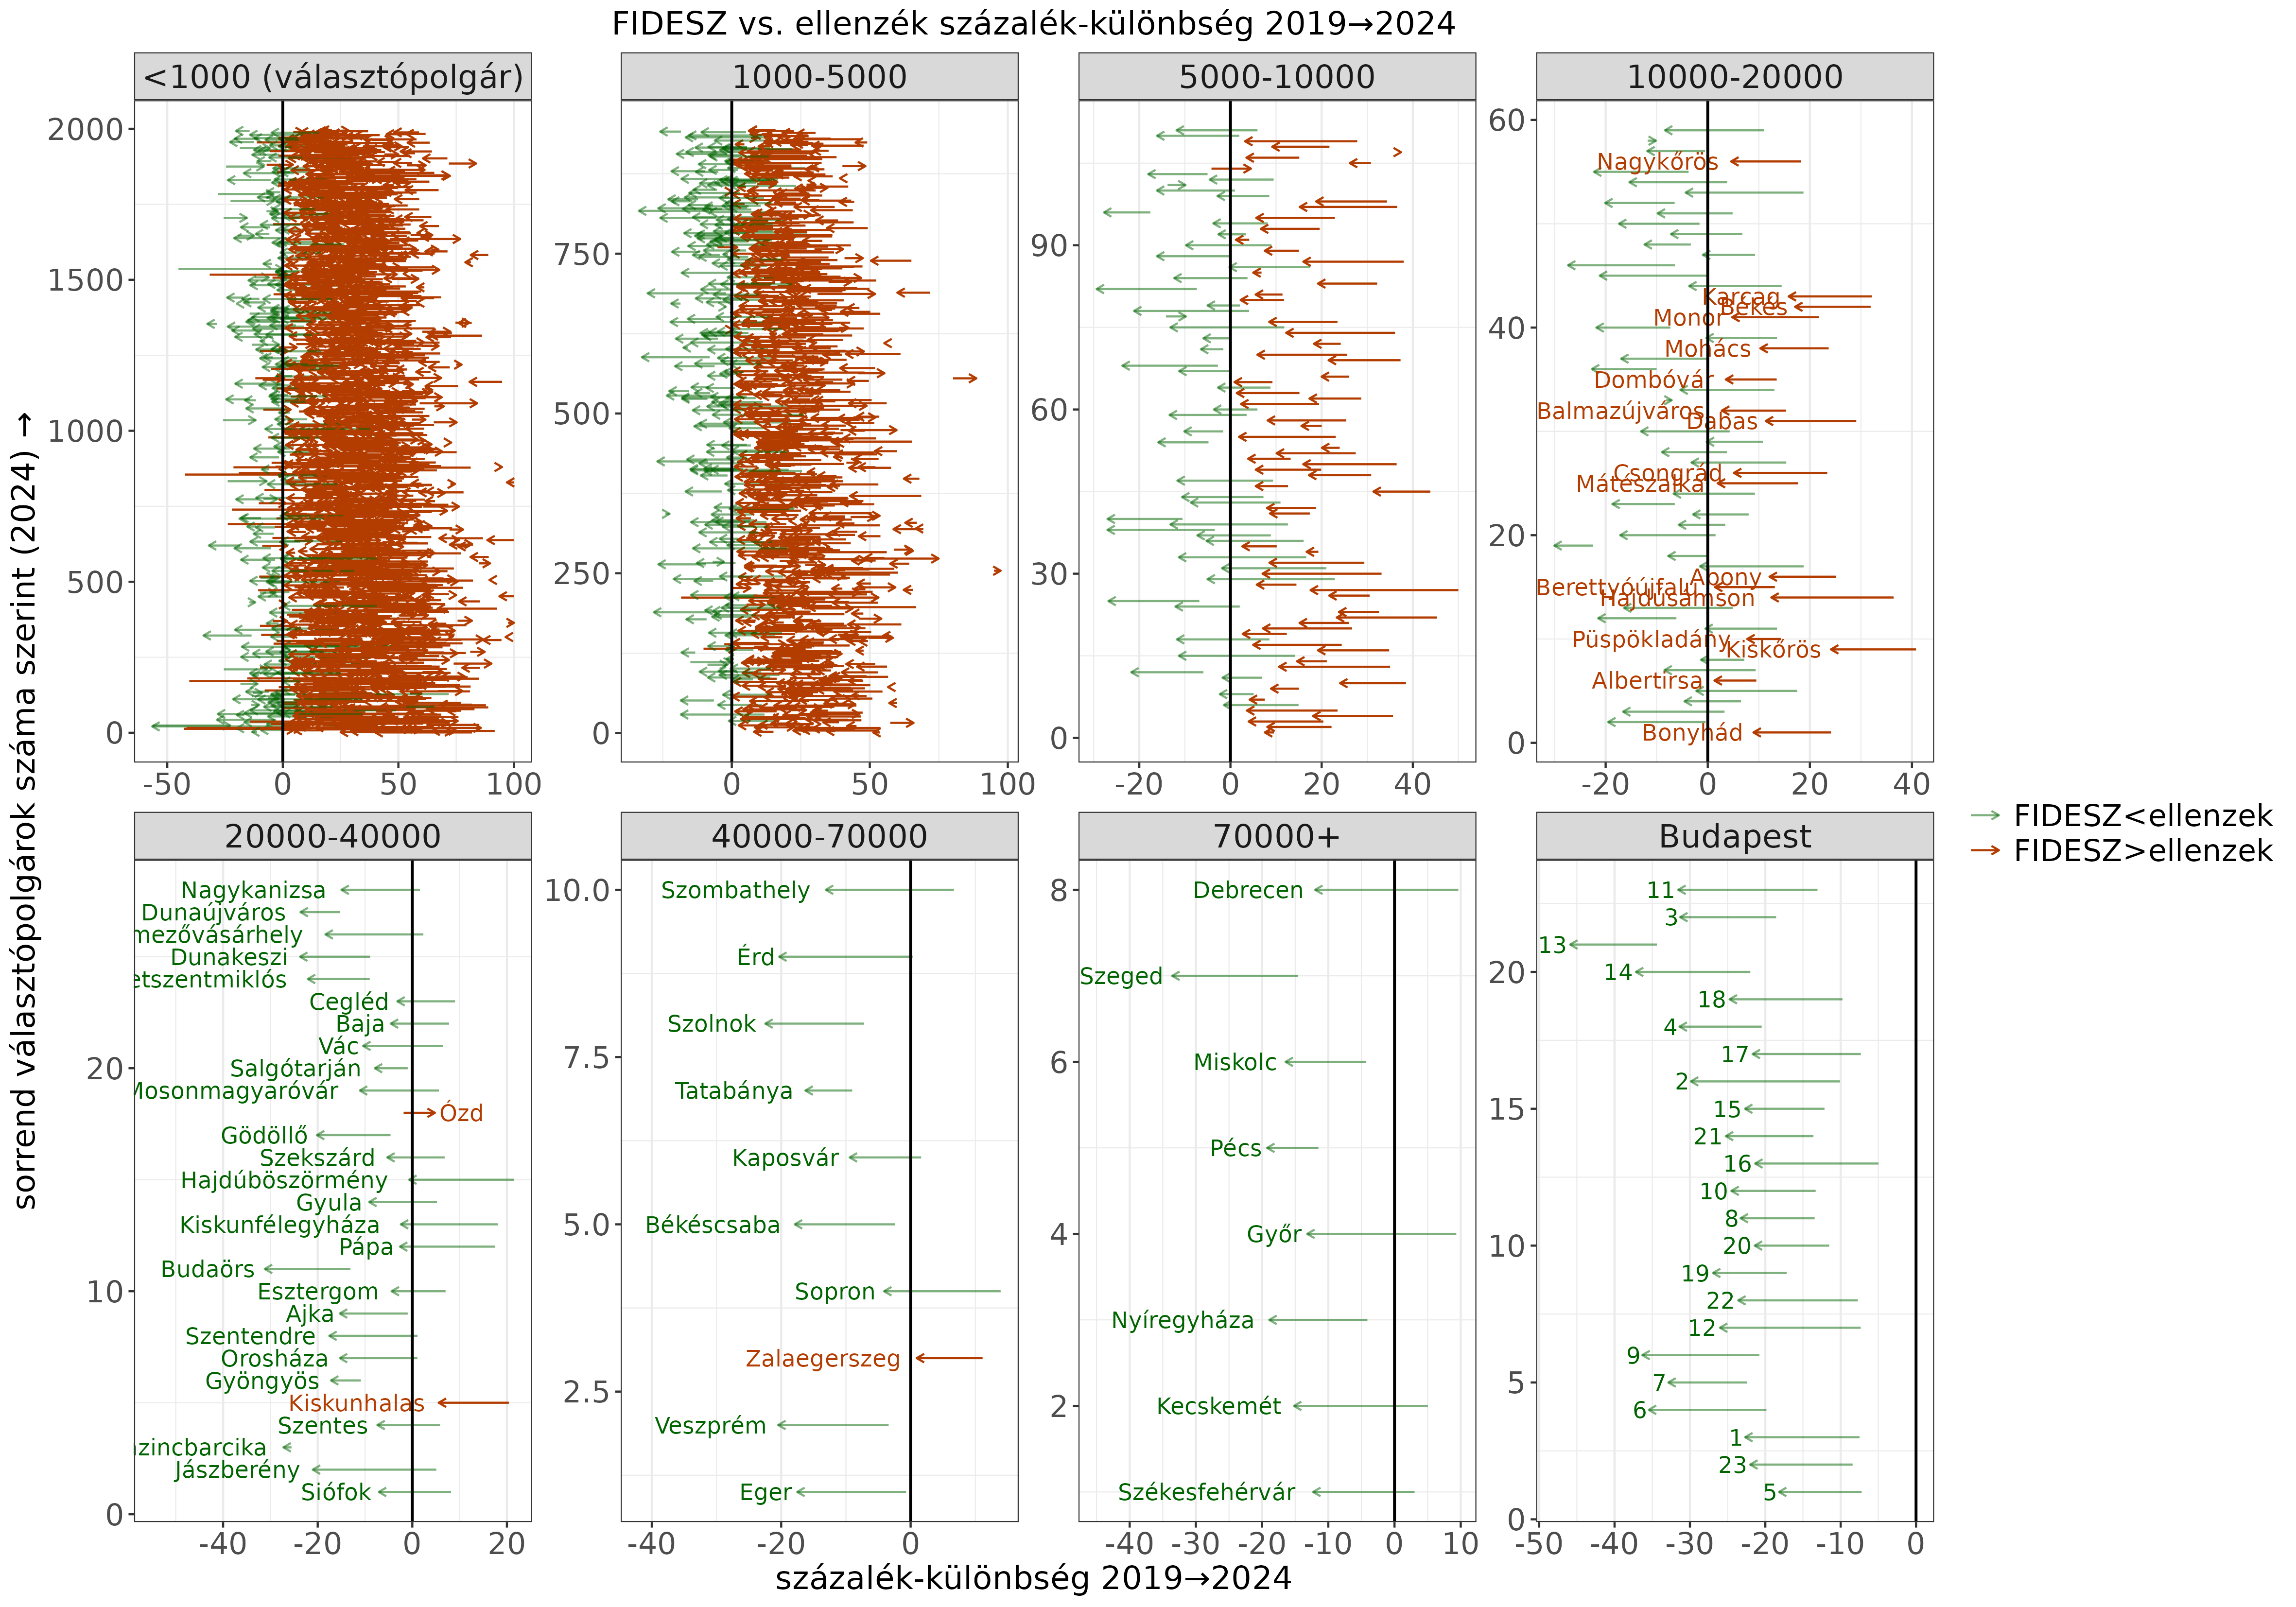 FIDESZ vs. ellenzék százalék-különbség 2019→2024
<1000 (választópolgár)
1000-5000
5000-10000
10000-20000
sorrend választópolgárok száma szerint (2024) →
2000
1500
1000
500
0
-50 0 50 100
750
500
250
0
0 50 100
90
60
30
0
-20 0 20 40
60
40
20
0
Nagykőrös
Karcag
Békés
Monor
Mohács
Dombóvár
Balmazújváros
Dabas
Csongrád
Mátészalka
Abony
Berettyóújfalu
Hajdúsámson
Püspökladány
Kiskőrös
Albertirsa
Bonyhád
-20 0 20 40
FIDESZ<ellenzek
FIDESZ>ellenzek
20000-40000
40000-70000
70000+
Budapest
20
10
0
Nagykanizsa
Dunaújváros
mezővásárhely
Dunakeszi
etszentmiklós
Cegléd
Baja
Vác
Salgótarján
Mosonmagyaróvár
Ózd
Gödöllő
Szekszárd
Hajdúböszörmény
Gyula
Kiskunfélegyháza
Pápa
Budaörs
Esztergom
Ajka
Szentendre
Orosháza
Gyöngyös
Kiskunhalas
Szentes
zincbarcika
Jászberény
Siófok
-40 -20 0 20
10.0
7.5
5.0
2.5
Szombathely
Érd
Szolnok
Tatabánya
Kaposvár
Békéscsaba
Sopron
Zalaegerszeg
Veszprém
Eger
-40 -20 0
8
6
4
2
Debrecen
Szeged
Miskolc
Pécs
Győr
Nyíregyháza
Kecskemét
Székesfehérvár
-40 -30 -20 -10 0 10
20
15
10
5
0
11
3
13
14
18
4
17
2
15
21
16
10
8
20
19
22
12
9
7
6
1
23
5
-50 -40 -30 -20 -10 0
százalék-különbség 2019→2024